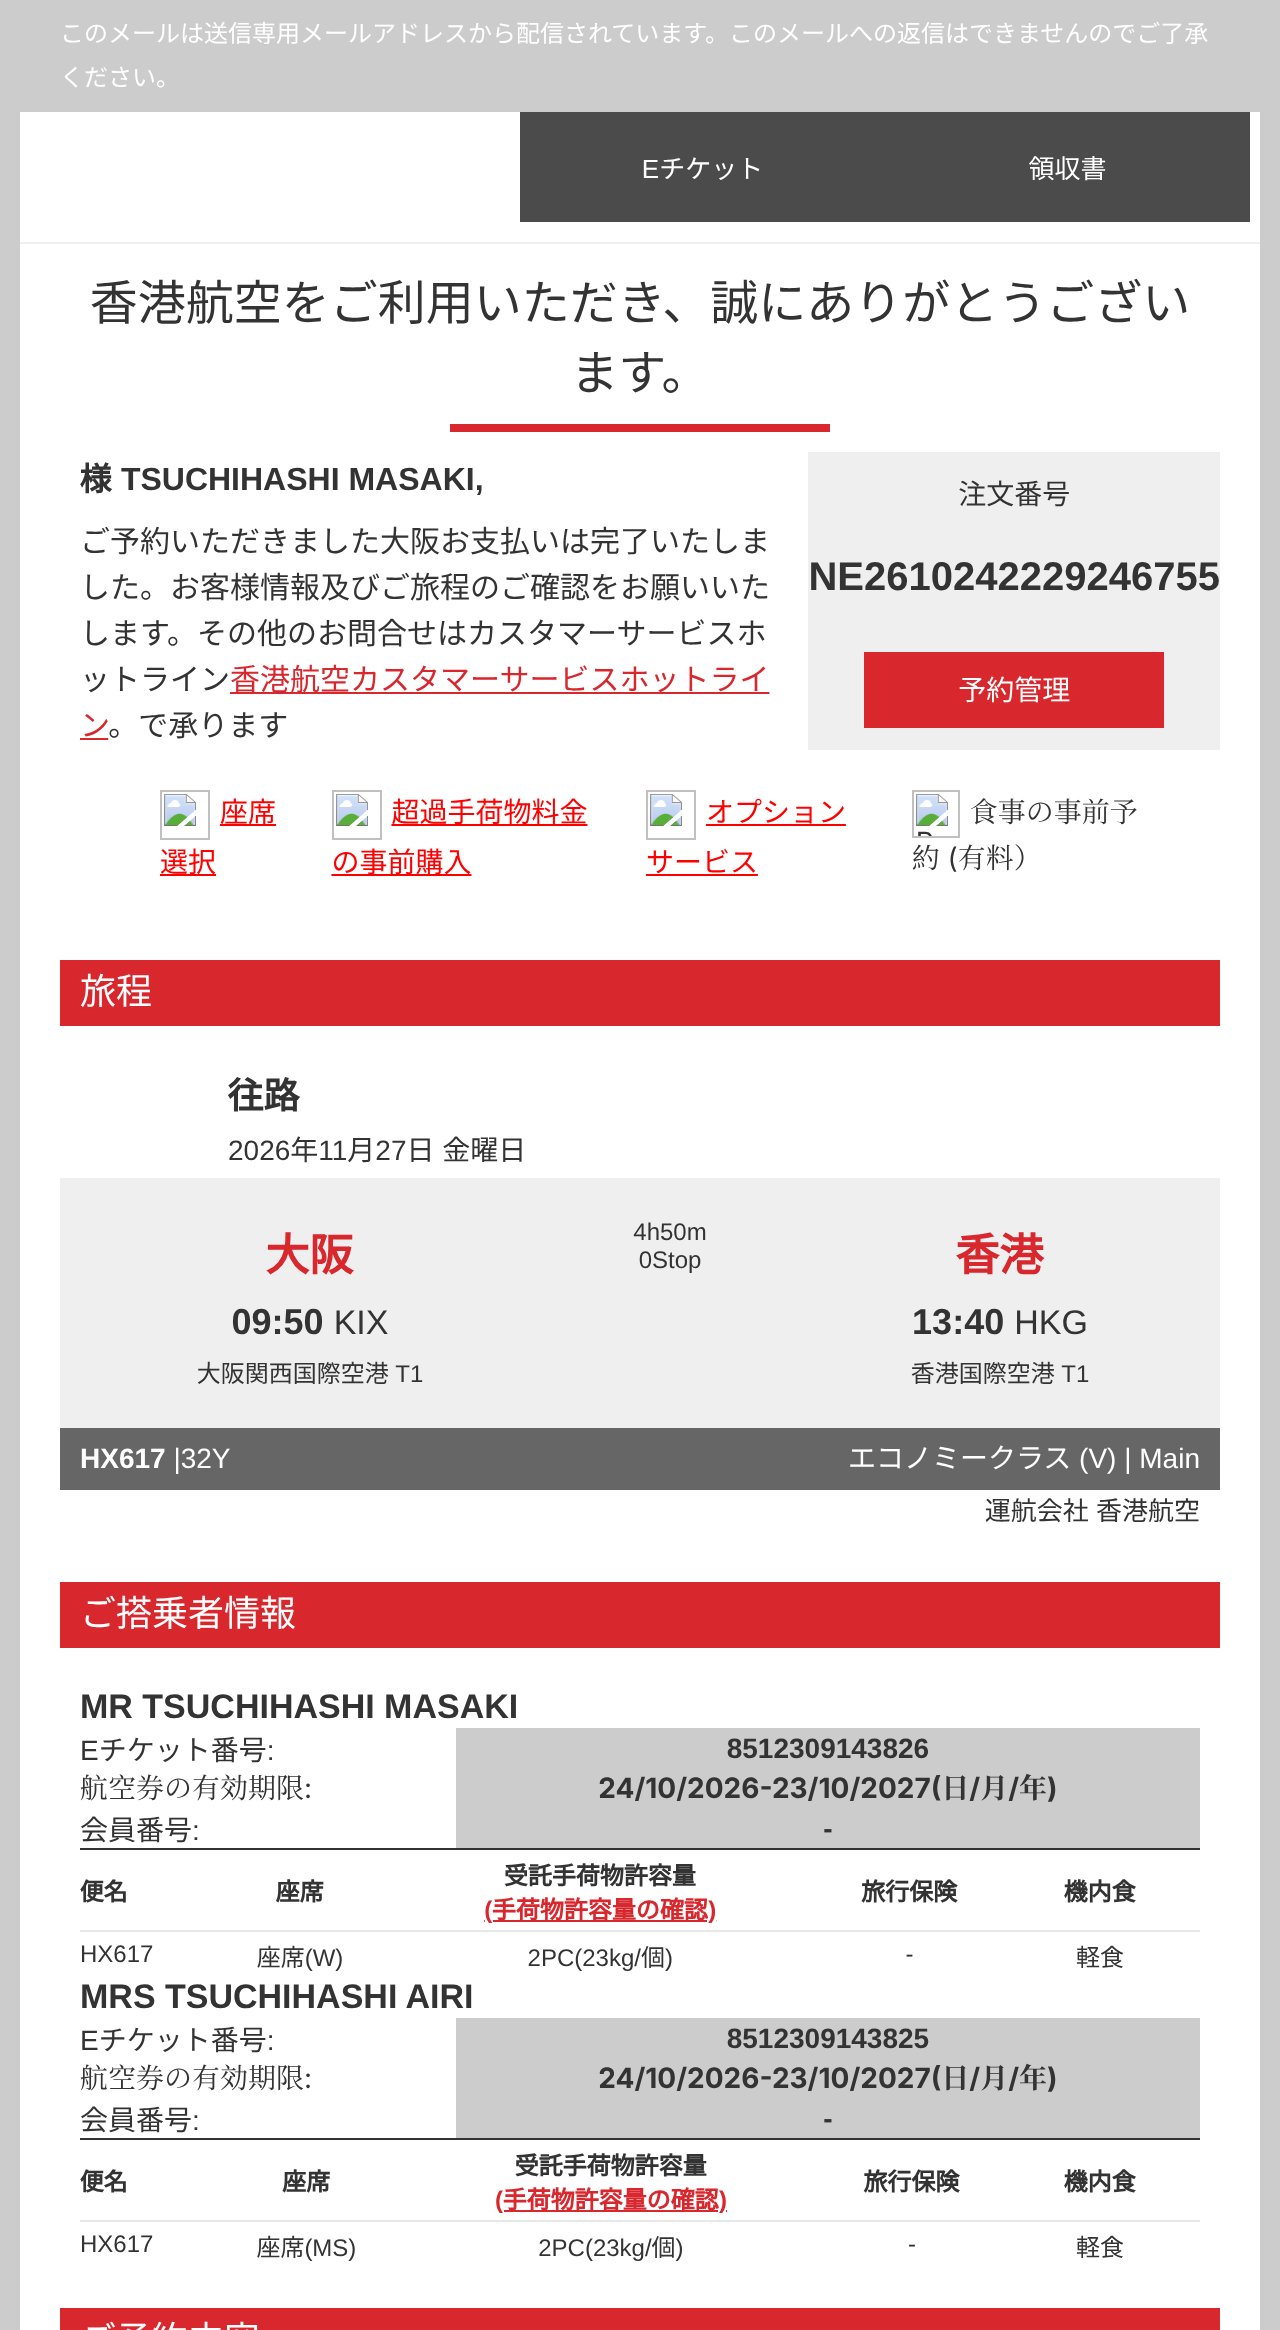 このメールは送信専用メールアドレスから配信されています。このメールへの返信はできませんのでご了承
ください。
Eチケット 領収書
香港航空をご利用いただき、誠にありがとうござい
ます。
様 TSUCHIHASHI MASAKI,
ご予約いただきました大阪お支払いは完了いたしま
した。お客様情報及びご旅程のご確認をお願いいた
します。その他のお問合せはカスタマーサービスホ
ットライン香港航空カスタマーサービスホットライ
ン。で承ります
注文番号
NE2610242229246755
予約管理
座席
選択
超過手荷物料金
の事前購入
オプション
サービス
食事の事前予
約 (有料）
旅程
往路
2026年11月27日 金曜日
大阪
09:50 KIX
大阪関西国際空港 T1
4h50m
0Stop
香港
13:40 HKG
香港国際空港 T1
HX617 |32Y エコノミークラス (V) | Main
運航会社 香港航空
ご搭乗者情報
MR TSUCHIHASHI MASAKI
Eチケット番号: 8512309143826
航空券の有効期限: 24/10/2026-23/10/2027(日/月/年)
会員番号: -
便名 座席 受託手荷物許容量 旅行保険 機内食
(手荷物許容量の確認)
HX617 座席(W) 2PC(23kg/個) - 軽食
MRS TSUCHIHASHI AIRI
Eチケット番号: 8512309143825
航空券の有効期限: 24/10/2026-23/10/2027(日/月/年)
会員番号: -
便名 座席 受託手荷物許容量 旅行保険 機内食
(手荷物許容量の確認)
HX617 座席(MS) 2PC(23kg/個) - 軽食
ご予約内容